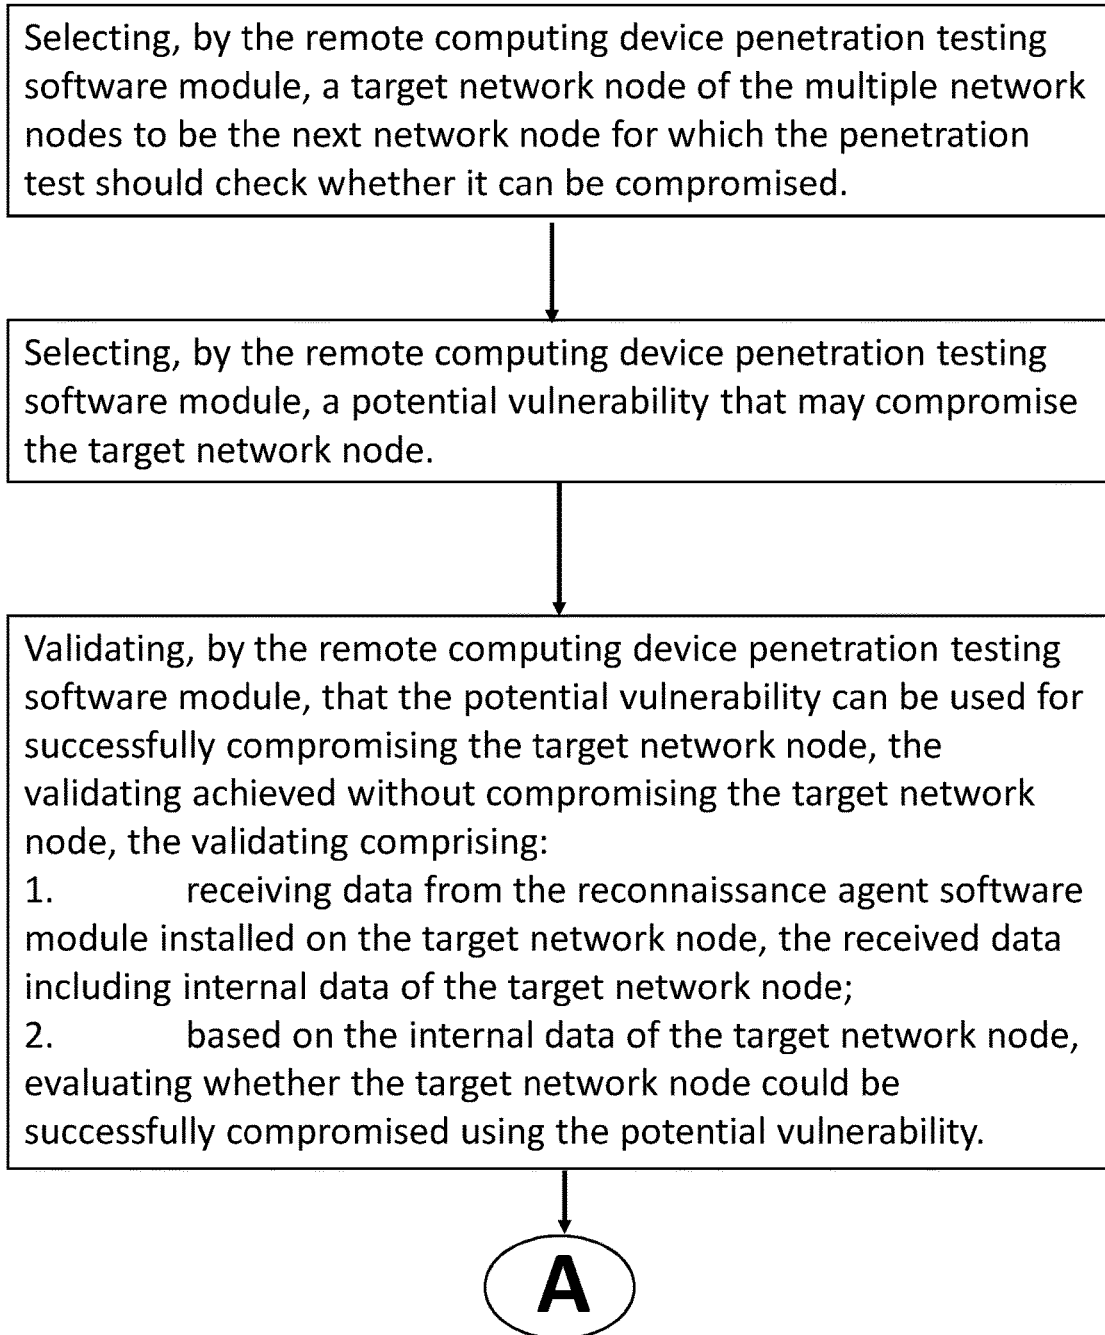 Selecting, by the remote computing device penetration testing
software module, a target network node of the multiple network
nodes to be the next network node for which the penetration
test should check whether it can be compromised.
Selecting, by the remote computing device penetration testing
software module, a potential vulnerability that may compromise
the target network node.
Validating, by the remote computing device penetration testing
software module, that the potential vulnerability can be used for
successfully compromising the target network node, the
validating achieved without compromising the target network
node, the validating comprising:
1. receiving data from the reconnaissance agent software
module installed on the target network node, the received data
including internal data of the target network node;
2. based on the internal data of the target network node,
evaluating whether the target network node could be
successfully compromised using the potential vulnerability.
A